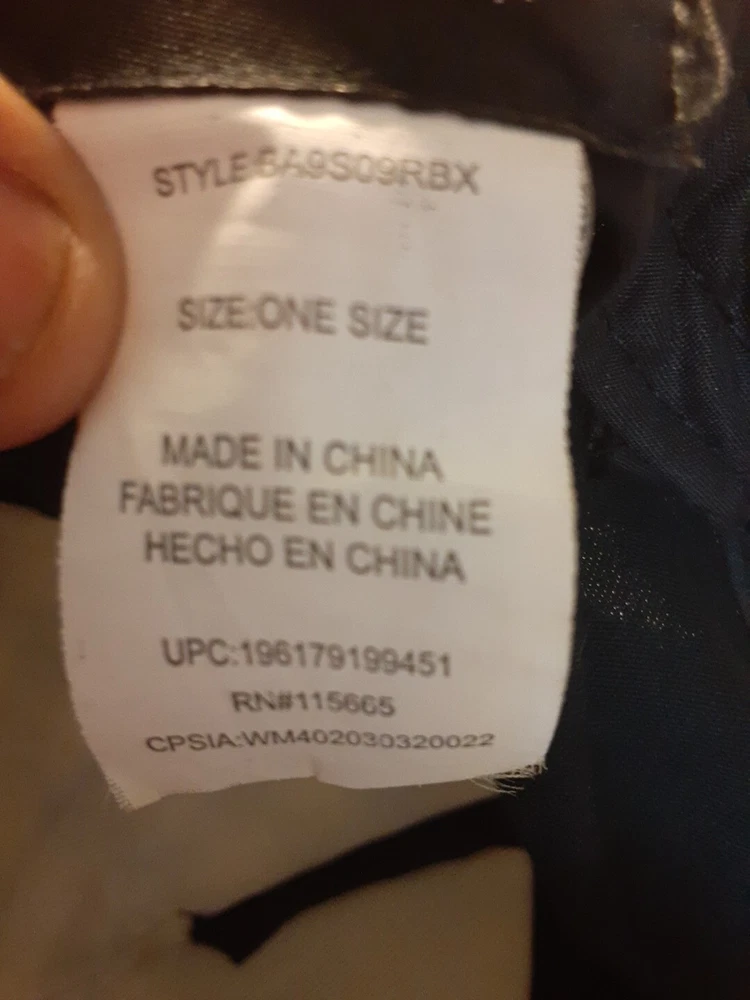 STYLE:BA9S09RBX
SIZE:ONE SIZE
MADE IN CHINA
FABRIQUE EN CHINE
HECHO EN CHINA
UPC:196179199451
RN#115665
CPSIA:WM402030320022